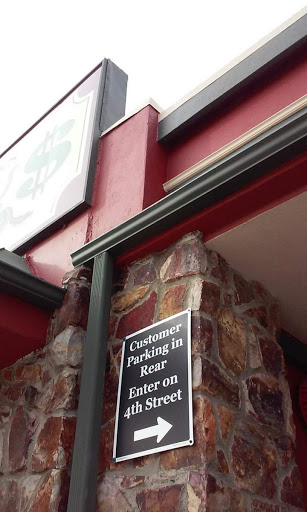 $
Customer
Parking in
Rear
Enter on
4th Street